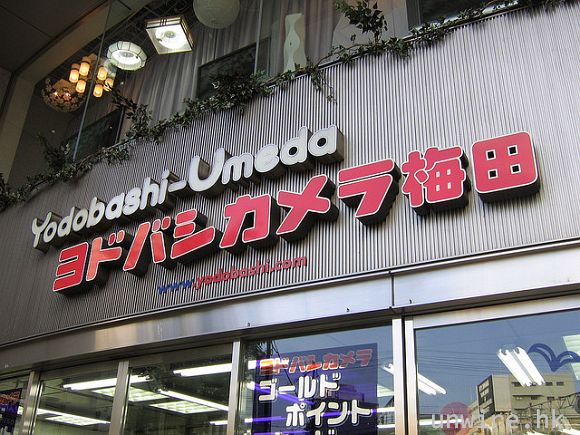 Yodobashi-Umeda
ヨドバシカメラ梅田
www.yodobashi.com
ヨドバシカメラ
ゴールド
ポイント
unwire.hk